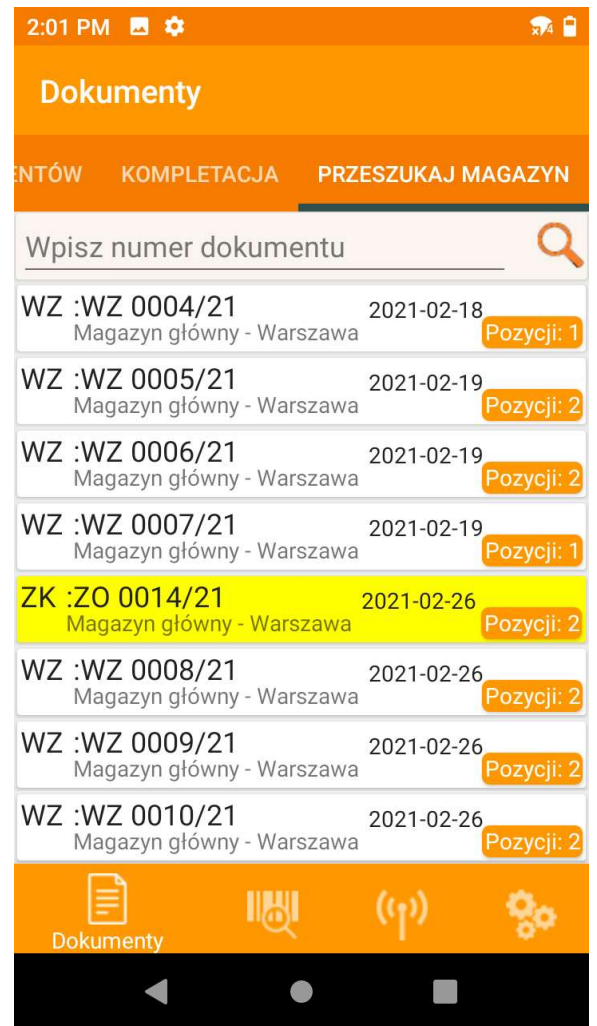 2:01 PM
x 4
Dokumenty
ENTÓW KOMPLETACJA PRZESZUKAJ MAGAZYN
Wpisz numer dokumentu
WZ :WZ 0004/21 2021-02-18
Magazyn główny - Warszawa Pozycji: 1
WZ :WZ 0005/21 2021-02-19
Magazyn główny - Warszawa Pozycji: 2
WZ :WZ 0006/21 2021-02-19
Magazyn główny - Warszawa Pozycji: 2
WZ :WZ 0007/21 2021-02-19
Magazyn główny - Warszawa Pozycji: 1
ZK :ZO 0014/21 2021-02-26
Magazyn główny - Warszawa Pozycji: 2
WZ :WZ 0008/21 2021-02-26
Magazyn główny - Warszawa Pozycji: 2
WZ :WZ 0009/21 2021-02-26
Magazyn główny - Warszawa Pozycji: 2
WZ :WZ 0010/21 2021-02-26
Magazyn główny - Warszawa Pozycji: 2
Dokumenty